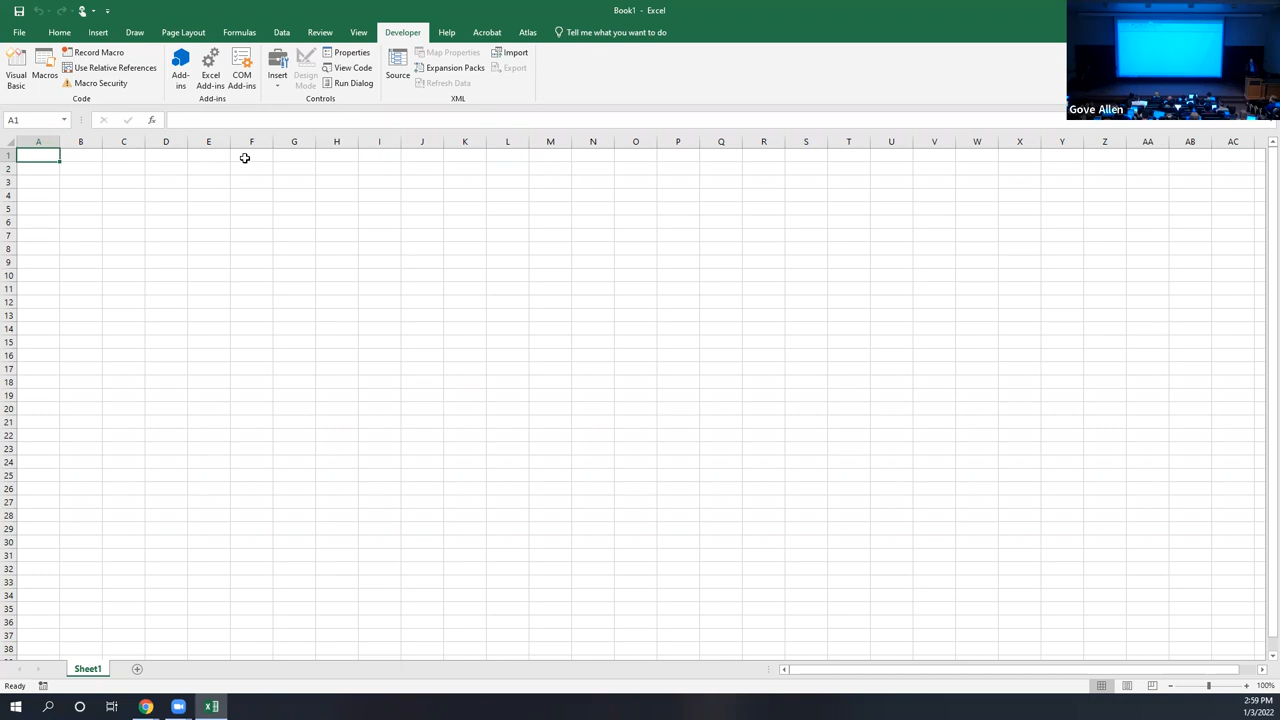 Book1 - Excel
File Home Insert Draw Page Layout Formulas Data Review View Developer Help Acrobat Atlas Tell me what you want to do
Visual Basic
Macros
Record Macro
Use Relative References
Macro Security
Code
Add-ins
Excel Add-ins
COM Add-ins
Add-ins
Insert
Design Mode
Properties
View Code
Run Dialog
Controls
Source
Map Properties
Expansion Packs
Refresh Data
Import
Export
XML
Gove Allen
A1
fx
A B C D E F G H I J K L M N O P Q R S T U V W X Y Z AA AB AC
1
2
3
4
5
6
7
8
9
10
11
12
13
14
15
16
17
18
19
20
21
22
23
24
25
26
27
28
29
30
31
32
33
34
35
36
37
38
Sheet1
Ready
100%
2:59 PM
1/3/2022